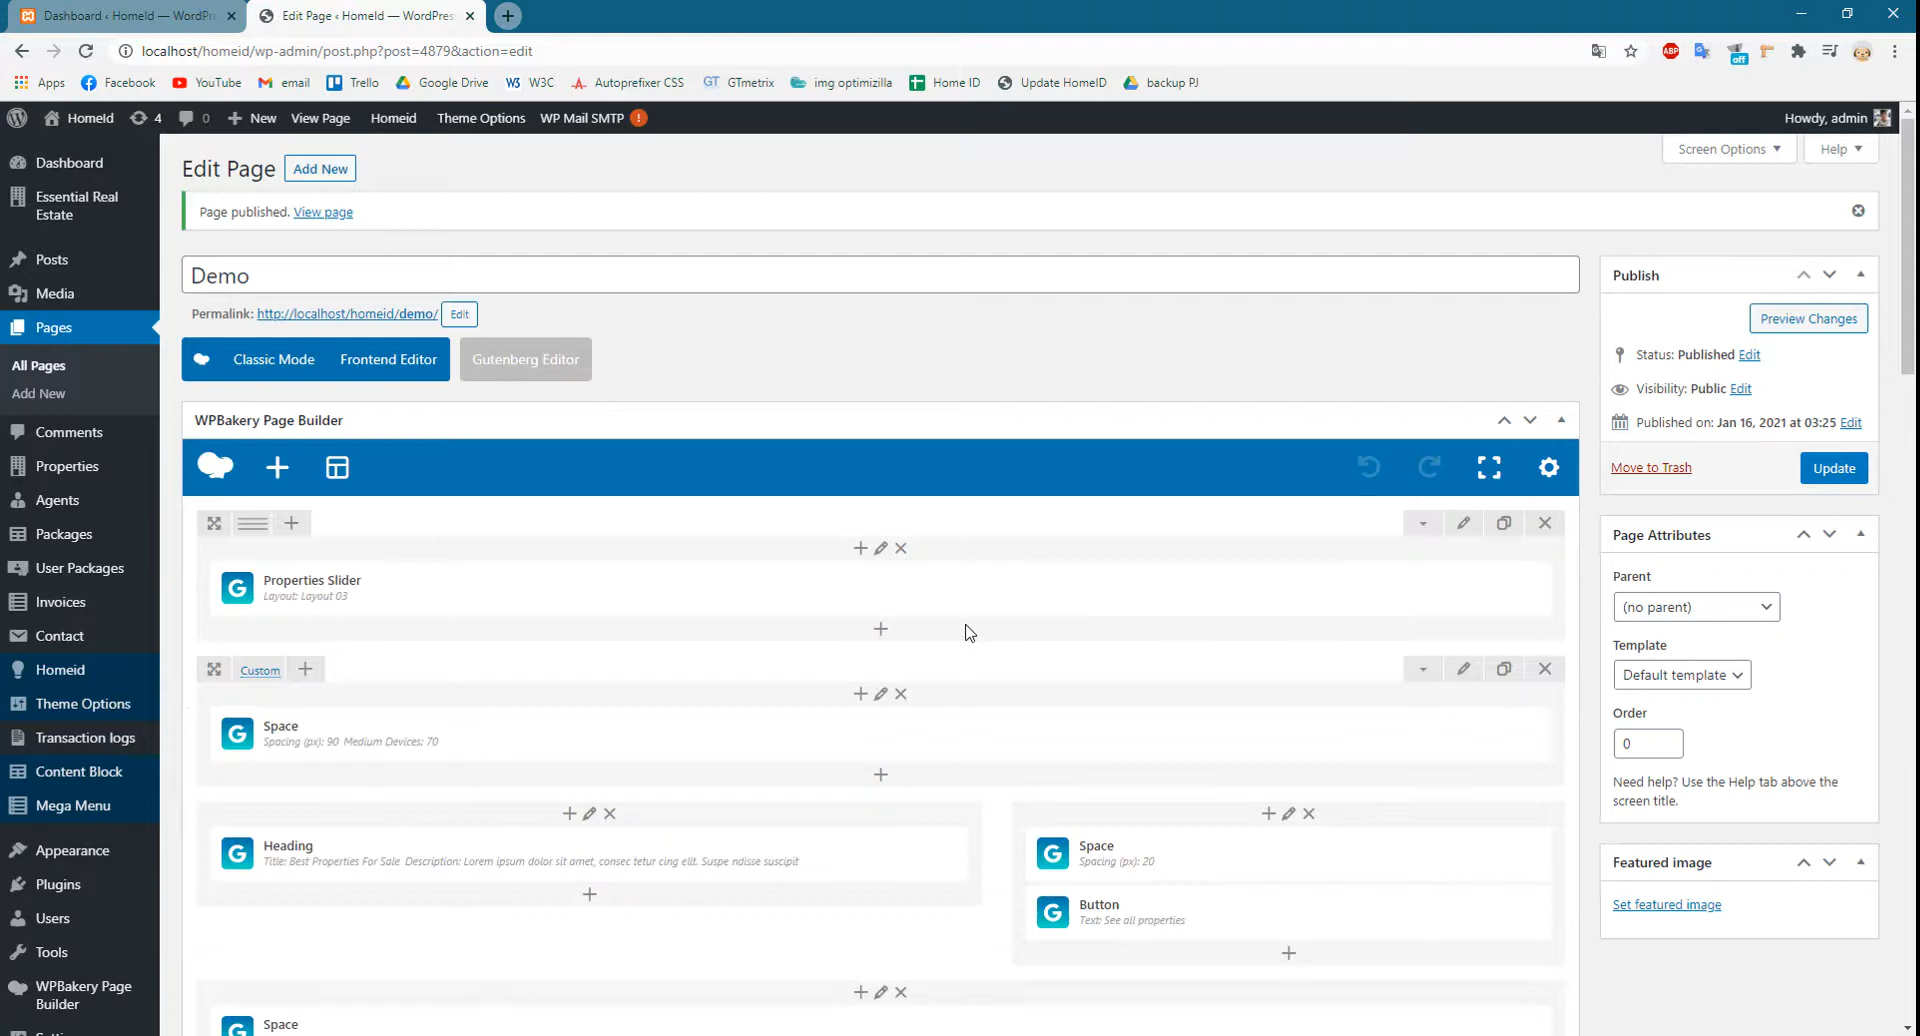 Dashboard ‹ HomeId — WordPr
Edit Page ‹ HomeId — WordPress
localhost/homeid/wp-admin/post.php?post=4879&action=edit
ABP
off
Apps
Facebook
YouTube
email
Trello
Google Drive
W3C
Autoprefixer CSS
GT GTmetrix
img optimizilla
Home ID
Update HomeID
backup PJ
HomeId
4
0
New
View Page
Homeid
Theme Options
WP Mail SMTP !
Howdy, admin
Dashboard
Essential Real
Estate
Posts
Media
Pages
All Pages
Add New
Comments
Properties
Agents
Packages
User Packages
Invoices
Contact
Homeid
Theme Options
Transaction logs
Content Block
Mega Menu
Appearance
Plugins
Users
Tools
WPBakery Page
Builder
Edit Page
Add New
Screen Options
Help
Page published. View page
Demo
Permalink: http://localhost/homeid/demo/ Edit
Classic Mode
Frontend Editor
Gutenberg Editor
WPBakery Page Builder
G
Properties Slider
Layout: Layout 03
Custom
G
Space
Spacing (px): 90 Medium Devices: 70
G
Heading
Title: Best Properties For Sale Description: Lorem ipsum dolor sit amet, consec tetur cing elit. Suspe ndisse suscipit
G
Space
Spacing (px): 20
G
Button
Text: See all properties
G
Space
Publish
Preview Changes
Status: Published Edit
Visibility: Public Edit
Published on: Jan 16, 2021 at 03:25 Edit
Move to Trash
Update
Page Attributes
Parent
(no parent)
Template
Default template
Order
0
Need help? Use the Help tab above the
screen title.
Featured image
Set featured image